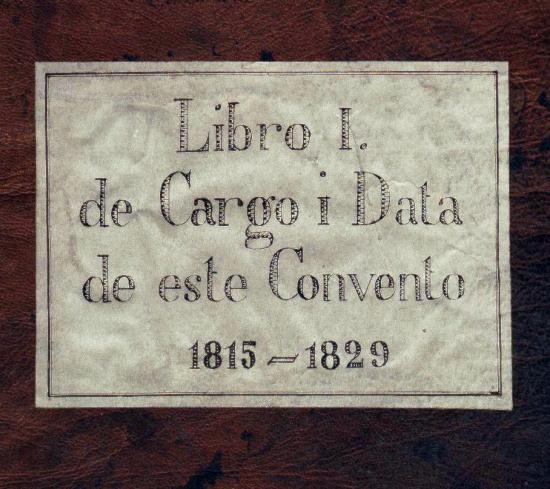 Libro I.
de Cargo i Data
de este Convento
1815 — 1829